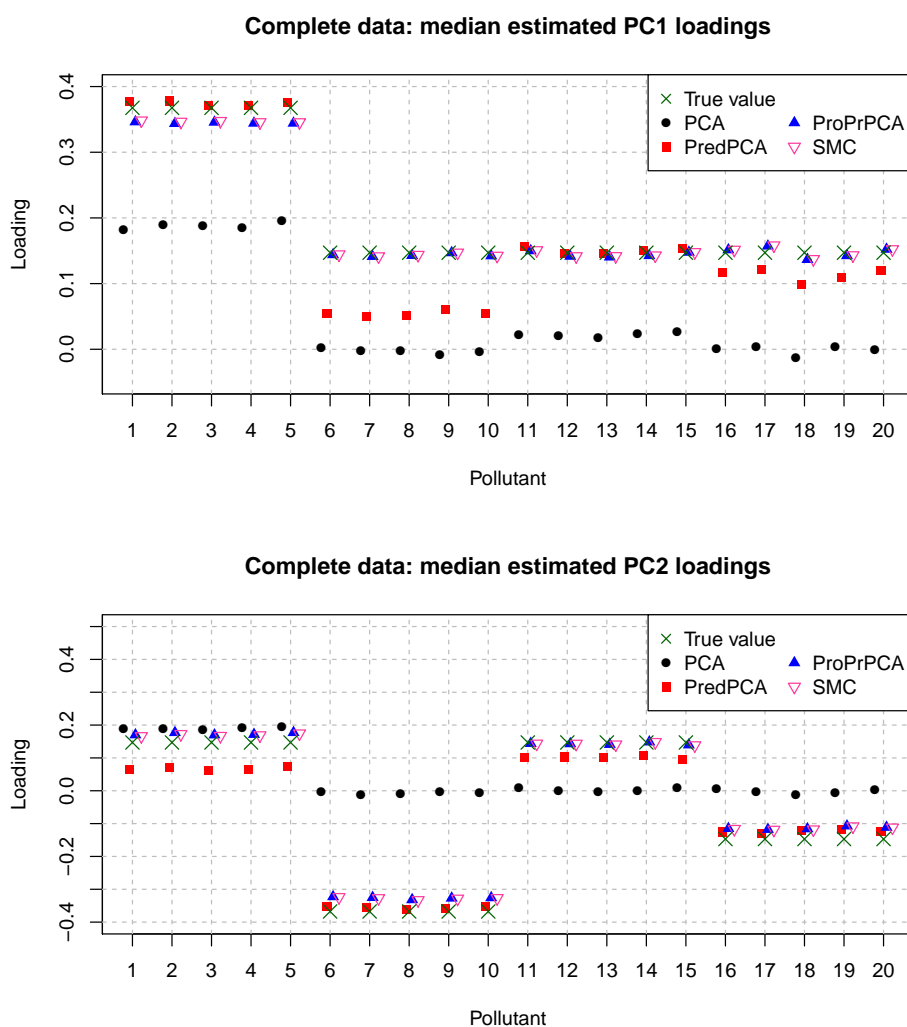 Complete data: median estimated PC1 loadings
0.4
0.3
0.2
0.1
0.0
Loading
True value
PCA
ProPrPCA
PredPCA
SMC
1 2 3 4 5 6 7 8 9 10 11 12 13 14 15 16 17 18 19 20
Pollutant
Complete data: median estimated PC2 loadings
0.4
0.2
0.0
−0.2
−0.4
Loading
True value
PCA
ProPrPCA
PredPCA
SMC
1 2 3 4 5 6 7 8 9 10 11 12 13 14 15 16 17 18 19 20
Pollutant